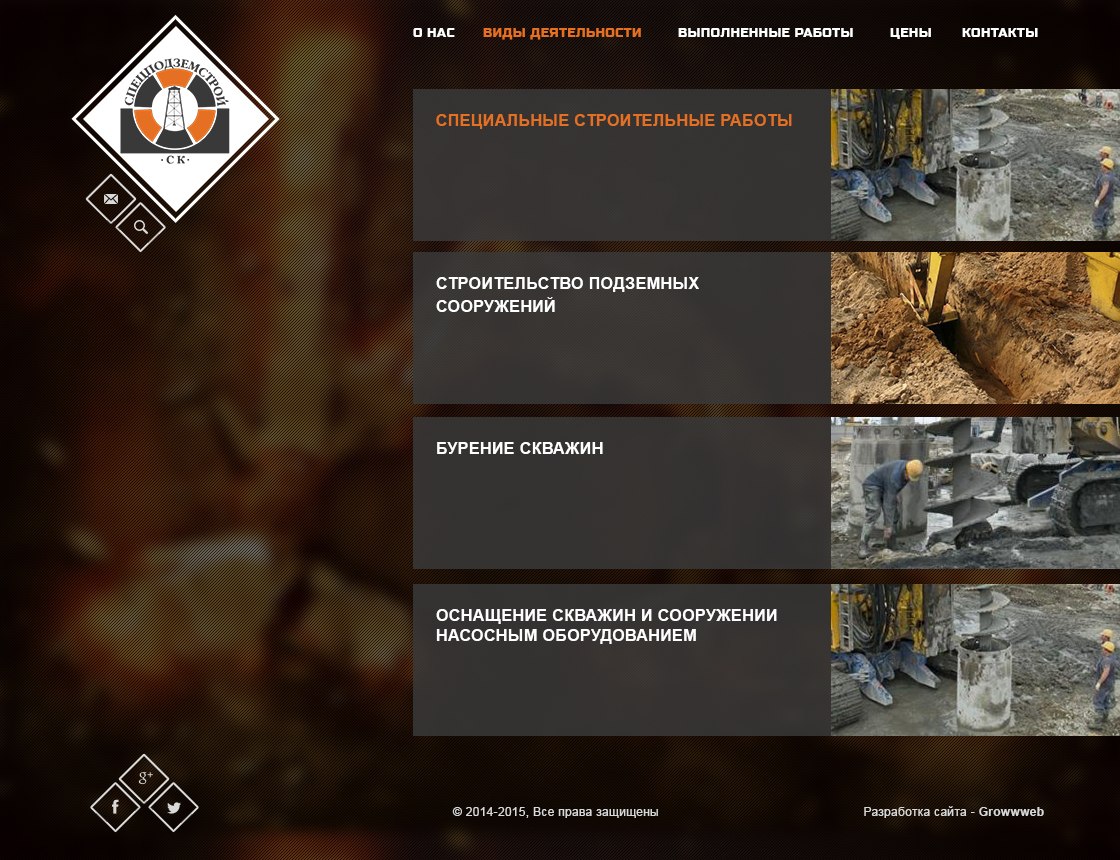 СПЕЦПОДЗЕМСТРОЙ
·СК·
О НАС
ВИДЫ ДЕЯТЕЛЬНОСТИ
ВЫПОЛНЕННЫЕ РАБОТЫ
ЦЕНЫ
КОНТАКТЫ
СПЕЦИАЛЬНЫЕ СТРОИТЕЛЬНЫЕ РАБОТЫ
СТРОИТЕЛЬСТВО ПОДЗЕМНЫХ
СООРУЖЕНИЙ
БУРЕНИЕ СКВАЖИН
ОСНАЩЕНИЕ СКВАЖИН И СООРУЖЕНИИ
НАСОСНЫМ ОБОРУДОВАНИЕМ
g+
f
© 2014-2015, Все права защищены
Разработка сайта - Growwweb